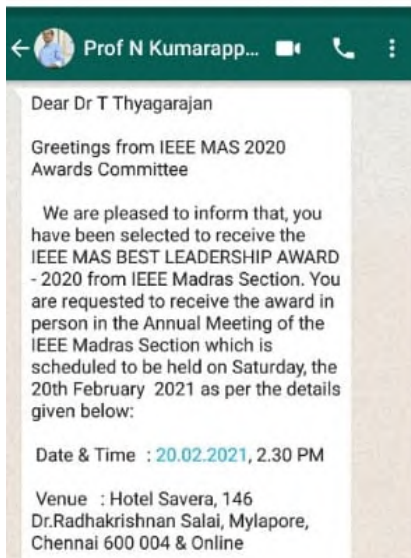 Prof N Kumarapp...
Dear Dr T Thyagarajan
Greetings from IEEE MAS 2020
Awards Committee
We are pleased to inform that, you
have been selected to receive the
IEEE MAS BEST LEADERSHIP AWARD
- 2020 from IEEE Madras Section. You
are requested to receive the award in
person in the Annual Meeting of the
IEEE Madras Section which is
scheduled to be held on Saturday, the
20th February 2021 as per the details
given below:
Date & Time : 20.02.2021, 2.30 PM
Venue : Hotel Savera, 146
Dr.Radhakrishnan Salai, Mylapore,
Chennai 600 004 & Online